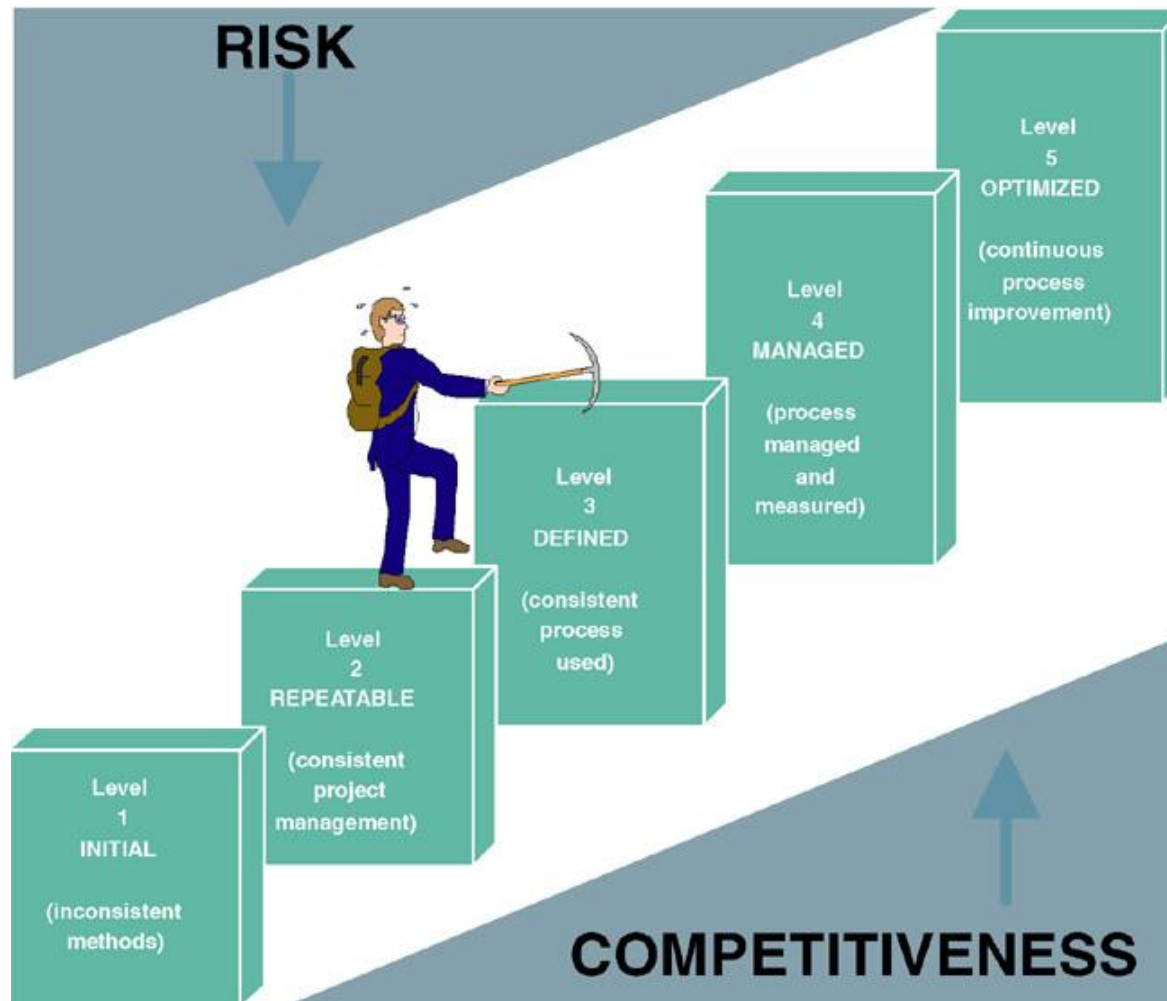 RISK
Level
5
OPTIMIZED
(continuous
process
improvement)
Level
4
MANAGED
(process
managed
and
measured)
Level
3
DEFINED
(consistent
process
used)
Level
2
REPEATABLE
(consistent
project
management)
Level
1
INITIAL
(inconsistent
methods)
COMPETITIVENESS